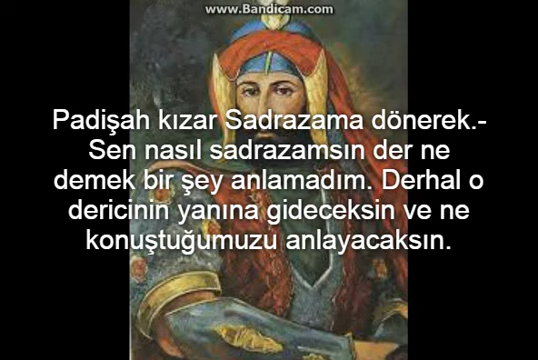 www.Bandicam.com
Padişah kızar Sadrazama dönerek.-
Sen nasıl sadrazamsın der ne
demek bir şey anlamadım. Derhal o
dericinin yanına gideceksin ve ne
konuştuğumuzu anlayacaksın.